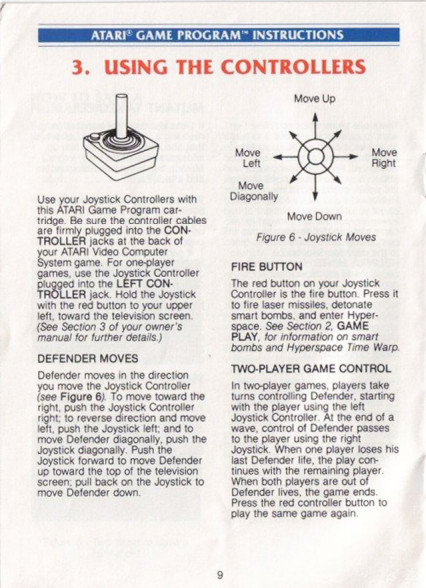 ATARI® GAME PROGRAM™ INSTRUCTIONS
3. USING THE CONTROLLERS
Use your Joystick Controllers with
this ATARI Game Program car-
tridge. Be sure the controller cables
are firmly plugged into the CON-
TROLLER jacks at the back of
your ATARI Video Computer
System game. For one-player
games, use the Joystick Controller
plugged into the LEFT CON-
TROLLER jack. Hold the Joystick
with the red button to your upper
left, toward the television screen.
(See Section 3 of your owner's
manual for further details.)
DEFENDER MOVES
Defender moves in the direction
you move the Joystick Controller
(see Figure 6). To move toward the
right, push the Joystick Controller
right; to reverse direction and move
left, push the Joystick left; and to
move Defender diagonally, push the
Joystick diagonally. Push the
Joystick forward to move Defender
up toward the top of the television
screen; pull back on the Joystick to
move Defender down.
Move Up
Move
Left
Move
Right
Move
Diagonally
Move Down
Figure 6 - Joystick Moves
FIRE BUTTON
The red button on your Joystick
Controller is the fire button. Press it
to fire laser missiles, detonate
smart bombs, and enter Hyper-
space. See Section 2, GAME
PLAY, for information on smart
bombs and Hyperspace Time Warp.
TWO-PLAYER GAME CONTROL
In two-player games, players take
turns controlling Defender, starting
with the player using the left
Joystick Controller. At the end of a
wave, control of Defender passes
to the player using the right
Joystick. When one player loses his
last Defender life, the play con-
tinues with the remaining player.
When both players are out of
Defender lives, the game ends.
Press the red controller button to
play the same game again.
9